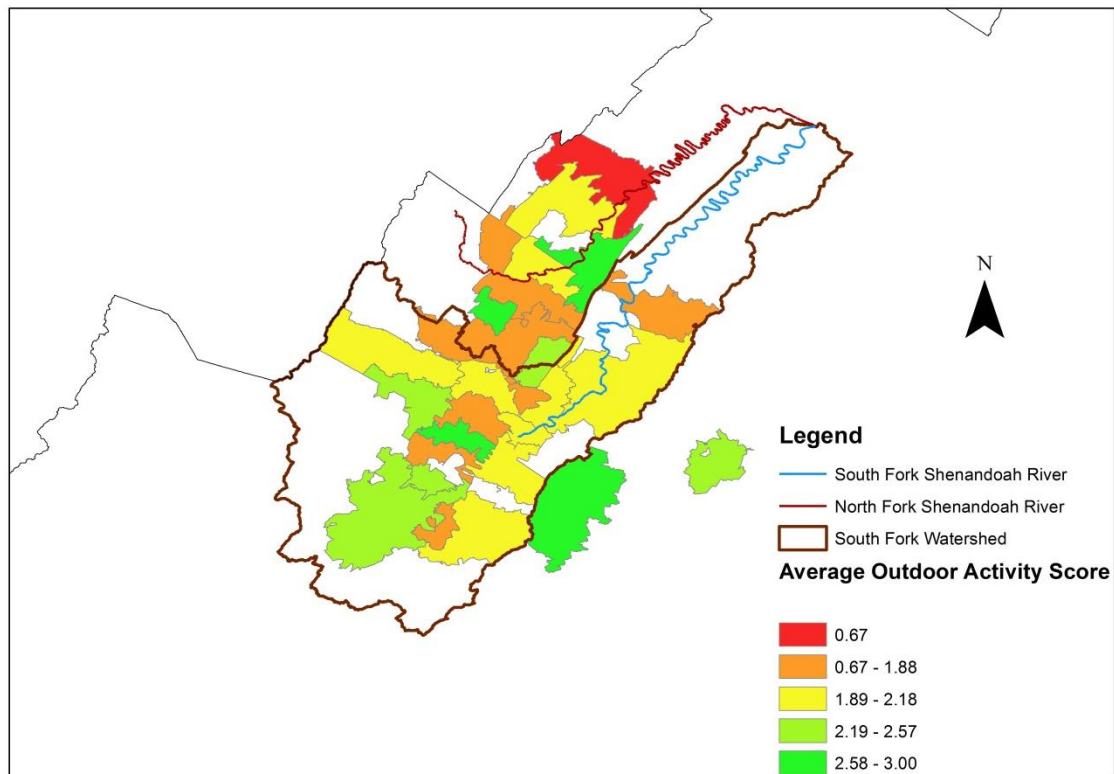 N
Legend
South Fork Shenandoah River
North Fork Shenandoah River
South Fork Watershed
Average Outdoor Activity Score
0.67
0.67 - 1.88
1.89 - 2.18
2.19 - 2.57
2.58 - 3.00